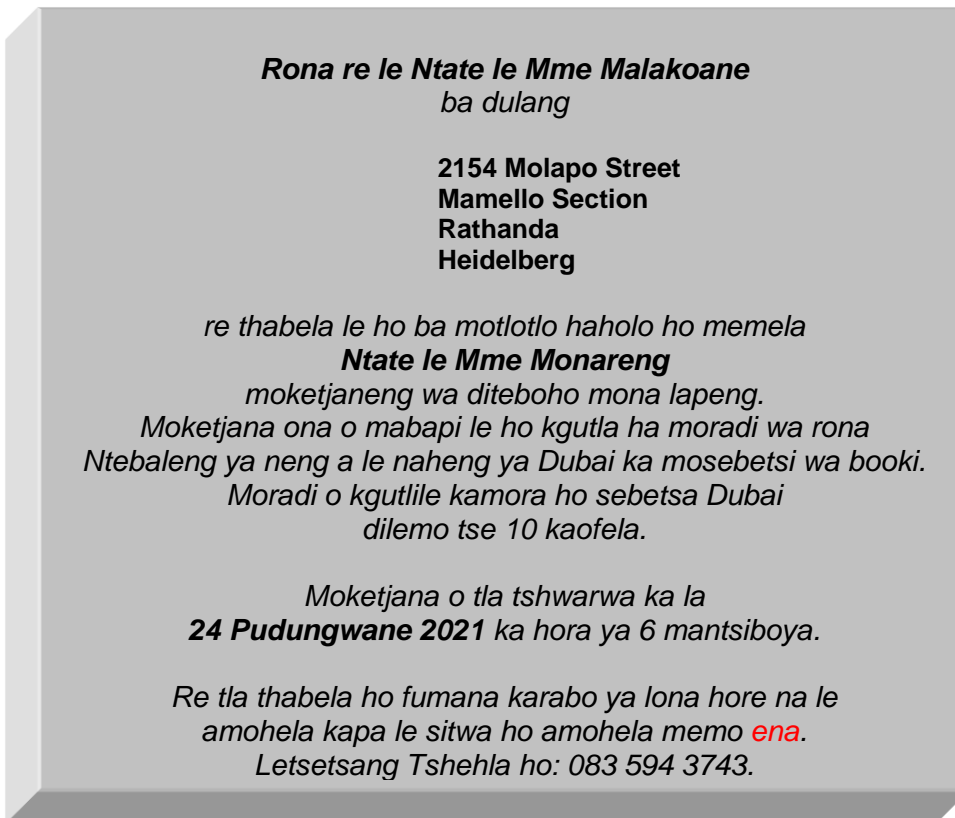 Rona re le Ntate le Mme Malakoane
ba dulang
2154 Molapo Street
Mamello Section
Rathanda
Heidelberg
re thabela le ho ba motlotlo haholo ho memela
Ntate le Mme Monareng
moketjaneng wa diteboho mona lapeng.
Moketjana ona o mabapi le ho kgutla ha moradi wa rona
Ntebaleng ya neng a le naheng ya Dubai ka mosebetsi wa booki.
Moradi o kgutlile kamora ho sebetsa Dubai
dilemo tse 10 kaofela.
Moketjana o tla tshwarwa ka la
24 Pudungwane 2021 ka hora ya 6 mantsiboya.
Re tla thabela ho fumana karabo ya lona hore na le
amohela kapa le sitwa ho amohela memo ena.
Letsetsang Tshehla ho: 083 594 3743.